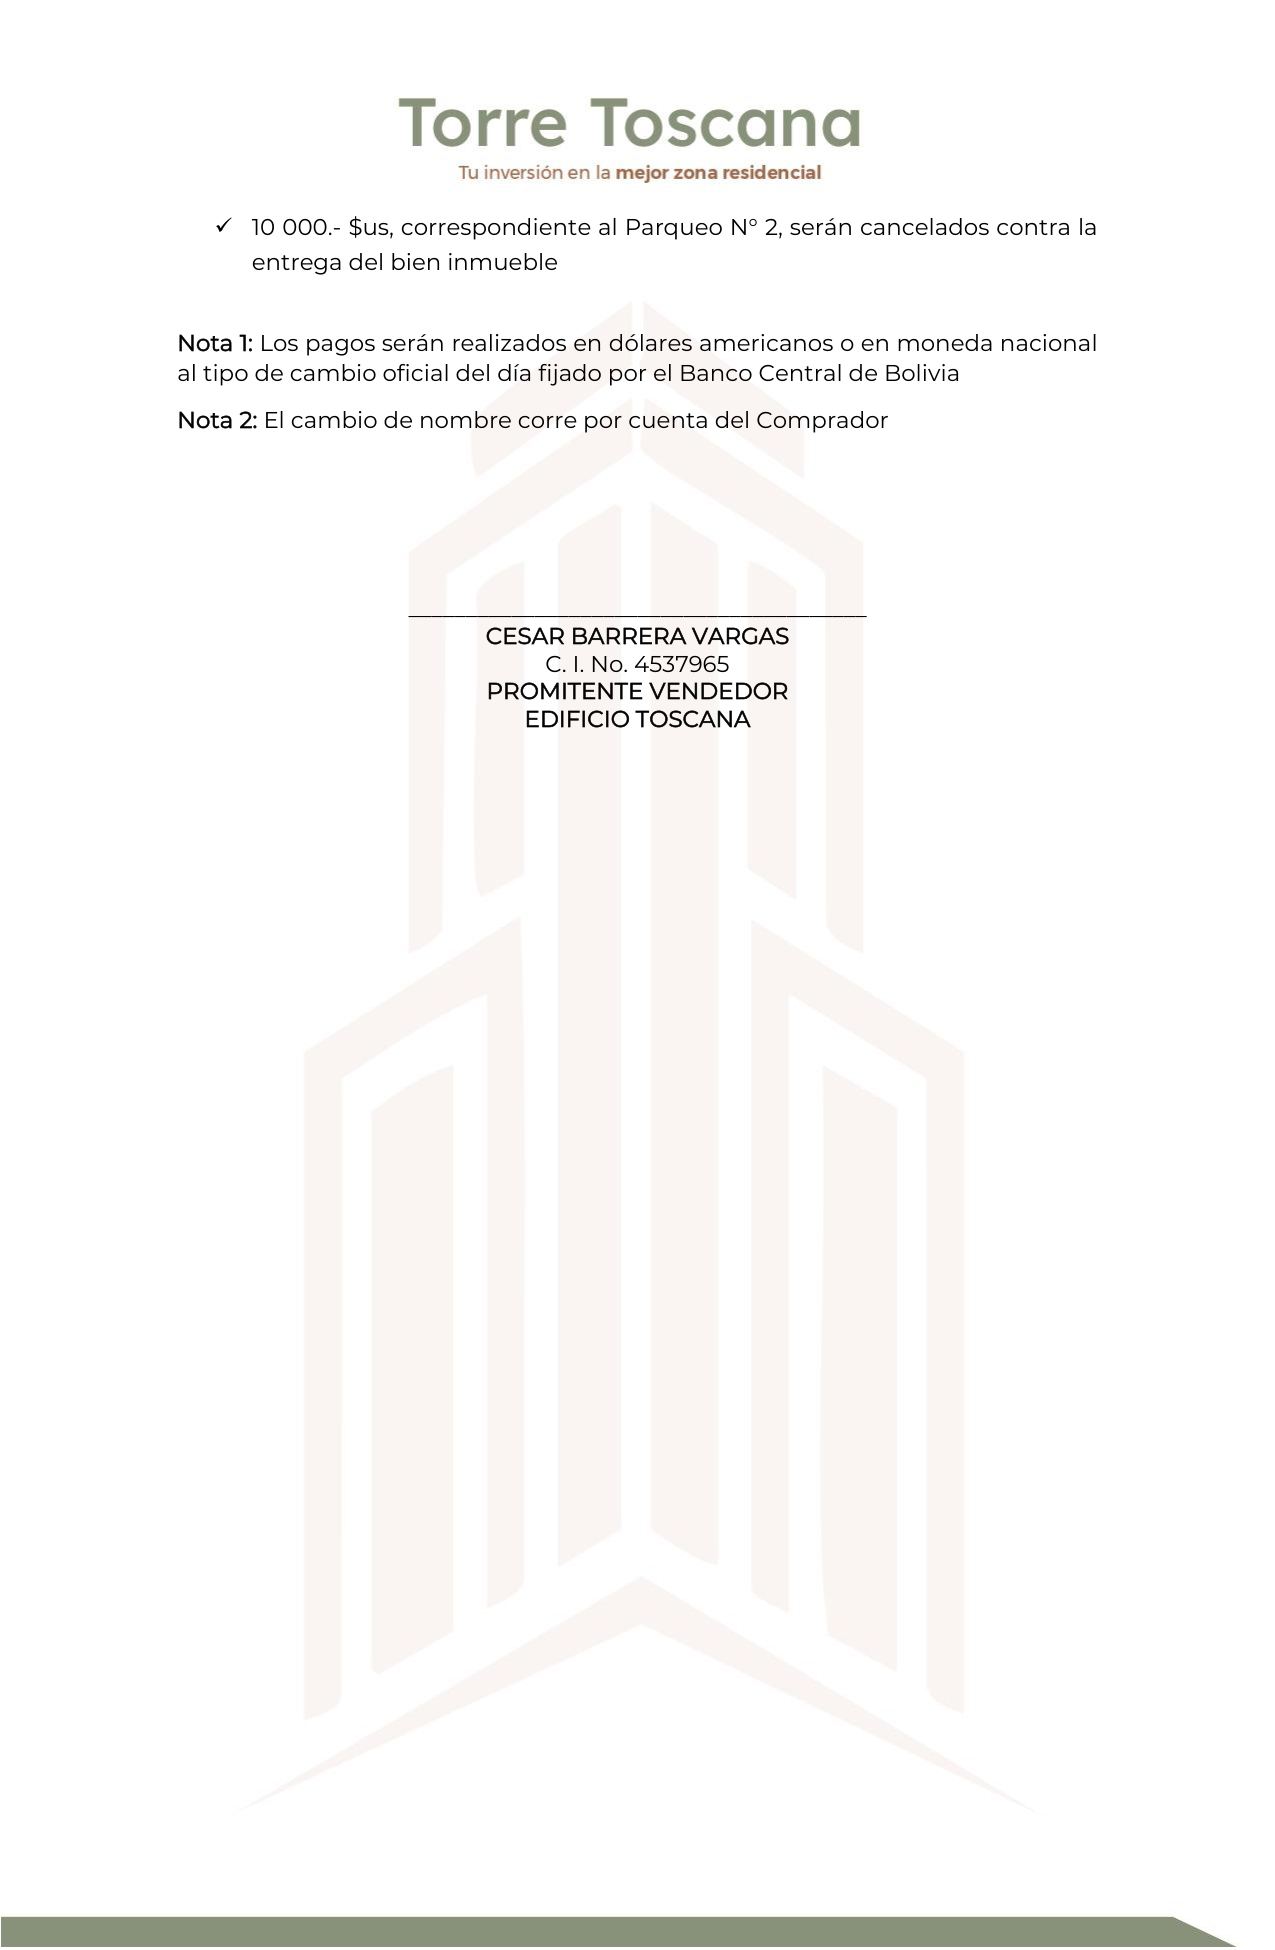 Torre Toscana
Tu inversión en la mejor zona residencial
✓ 10 000.- $us, correspondiente al Parqueo N° 2, serán cancelados contra la
entrega del bien inmueble
Nota 1: Los pagos serán realizados en dólares americanos o en moneda nacional
al tipo de cambio oficial del día fijado por el Banco Central de Bolivia
Nota 2: El cambio de nombre corre por cuenta del Comprador
CESAR BARRERA VARGAS
C. I. No. 4537965
PROMITENTE VENDEDOR
EDIFICIO TOSCANA